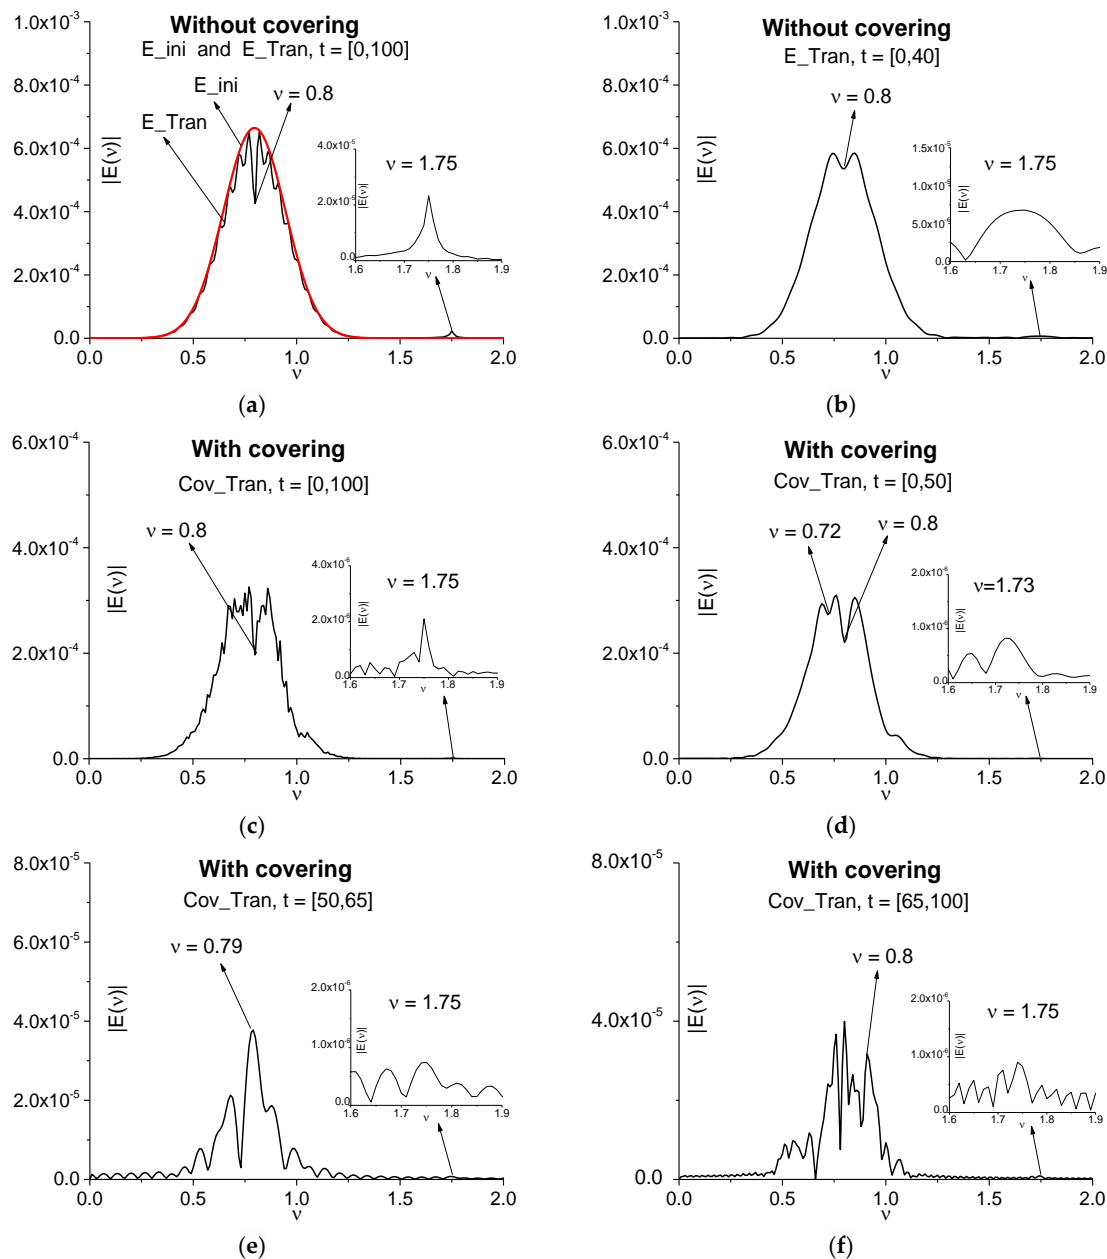 Without covering
E_ini and E_Tran, t = [0,100]
1.0x10⁻³
8.0x10⁻⁴
6.0x10⁻⁴
4.0x10⁻⁴
2.0x10⁻⁴
0.0
|E(ν)|
E_ini
ν = 0.8
E_Tran
4.0x10⁻⁵
2.0x10⁻⁵
0.0
|E(ν)|
ν = 1.75
1.6 1.7 1.8 1.9
ν
0.0 0.5 1.0 1.5 2.0
ν
(a)
Without covering
E_Tran, t = [0,40]
1.0x10⁻³
8.0x10⁻⁴
6.0x10⁻⁴
4.0x10⁻⁴
2.0x10⁻⁴
0.0
|E(ν)|
ν = 0.8
1.5x10⁻⁵
1.0x10⁻⁵
5.0x10⁻⁶
0.0
|E(ν)|
ν = 1.75
1.6 1.7 1.8 1.9
ν
0.0 0.5 1.0 1.5 2.0
ν
(b)
With covering
Cov_Tran, t = [0,100]
6.0x10⁻⁴
4.0x10⁻⁴
2.0x10⁻⁴
0.0
|E(ν)|
ν = 0.8
4.0x10⁻⁶
2.0x10⁻⁶
0.0
|E(ν)|
ν = 1.75
1.6 1.7 1.8 1.9
ν
0.0 0.5 1.0 1.5 2.0
ν
(c)
With covering
Cov_Tran, t = [0,50]
6.0x10⁻⁴
4.0x10⁻⁴
2.0x10⁻⁴
0.0
|E(ν)|
ν = 0.72
ν = 0.8
2.0x10⁻⁶
1.0x10⁻⁶
0.0
|E(ν)|
ν=1.73
1.6 1.7 1.8 1.9
ν
0.0 0.5 1.0 1.5 2.0
ν
(d)
With covering
Cov_Tran, t = [50,65]
8.0x10⁻⁵
6.0x10⁻⁵
4.0x10⁻⁵
2.0x10⁻⁵
0.0
|E(ν)|
ν = 0.79
2.0x10⁻⁶
1.0x10⁻⁶
0.0
|E(ν)|
ν = 1.75
1.6 1.7 1.8 1.9
ν
0.0 0.5 1.0 1.5 2.0
ν
(e)
With covering
Cov_Tran, t = [65,100]
8.0x10⁻⁵
4.0x10⁻⁵
0.0
|E(ν)|
ν = 0.8
2.0x10⁻⁶
1.0x10⁻⁶
0.0
|E(ν)|
ν = 1.75
1.6 1.7 1.8 1.9
ν
0.0 0.5 1.0 1.5 2.0
ν
(f)